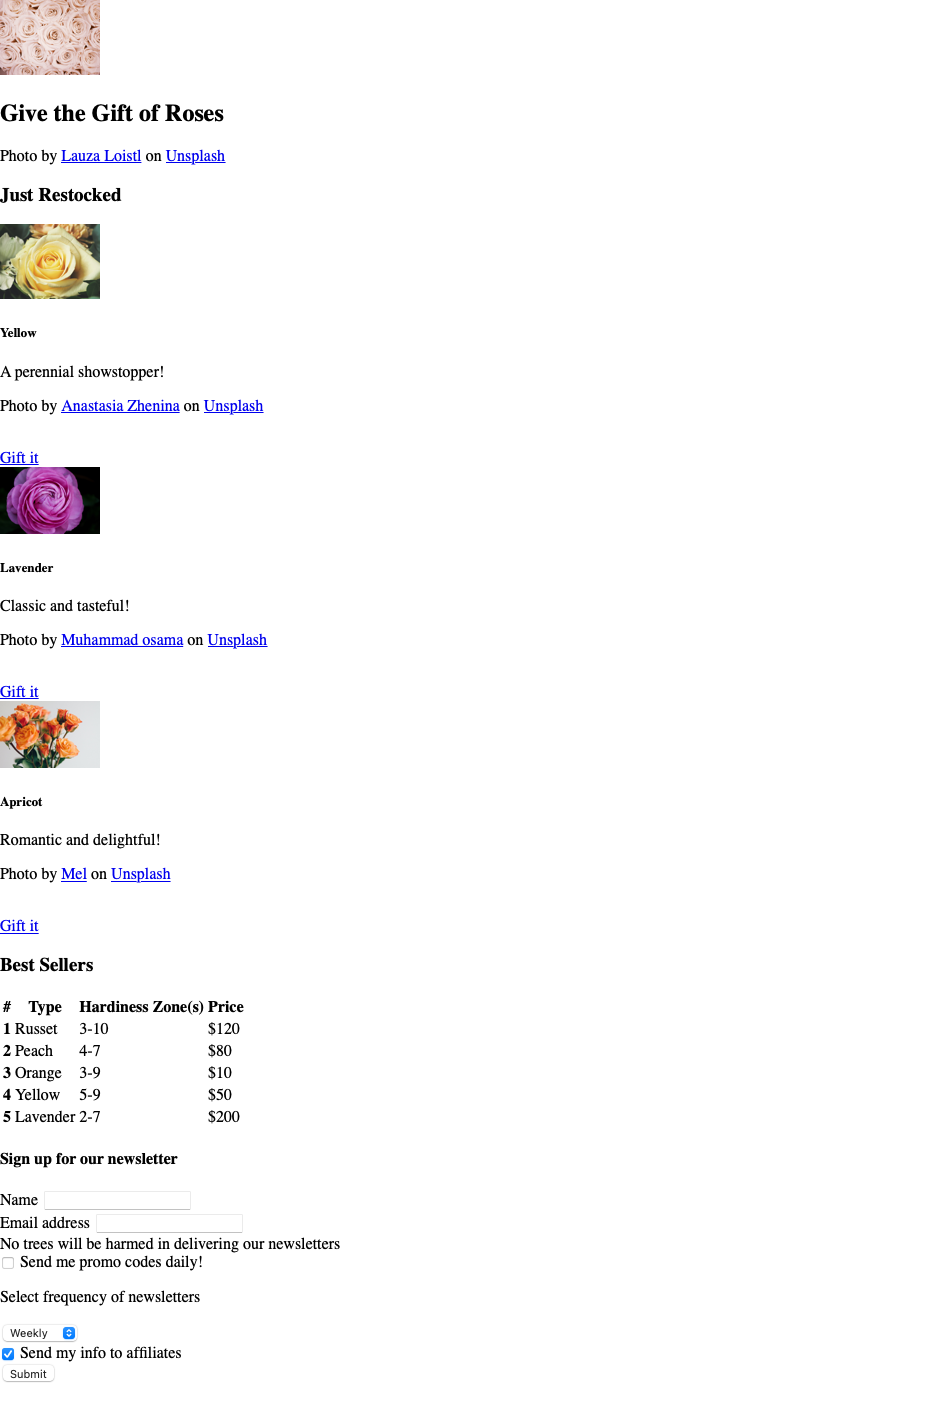 Give the Gift of Roses
Photo by Lauza Loistl on Unsplash
Just Restocked
Yellow
A perennial showstopper!
Photo by Anastasia Zhenina on Unsplash
Gift it
Lavender
Classic and tasteful!
Photo by Muhammad osama on Unsplash
Gift it
Apricot
Romantic and delightful!
Photo by Mel on Unsplash
Gift it
Best Sellers
# Type Hardiness Zone(s) Price
1 Russet 3-10 $120
2 Peach 4-7 $80
3 Orange 3-9 $10
4 Yellow 5-9 $50
5 Lavender 2-7 $200
Sign up for our newsletter
Name
Email address
No trees will be harmed in delivering our newsletters
Send me promo codes daily!
Select frequency of newsletters
Weekly
Send my info to affiliates
Submit